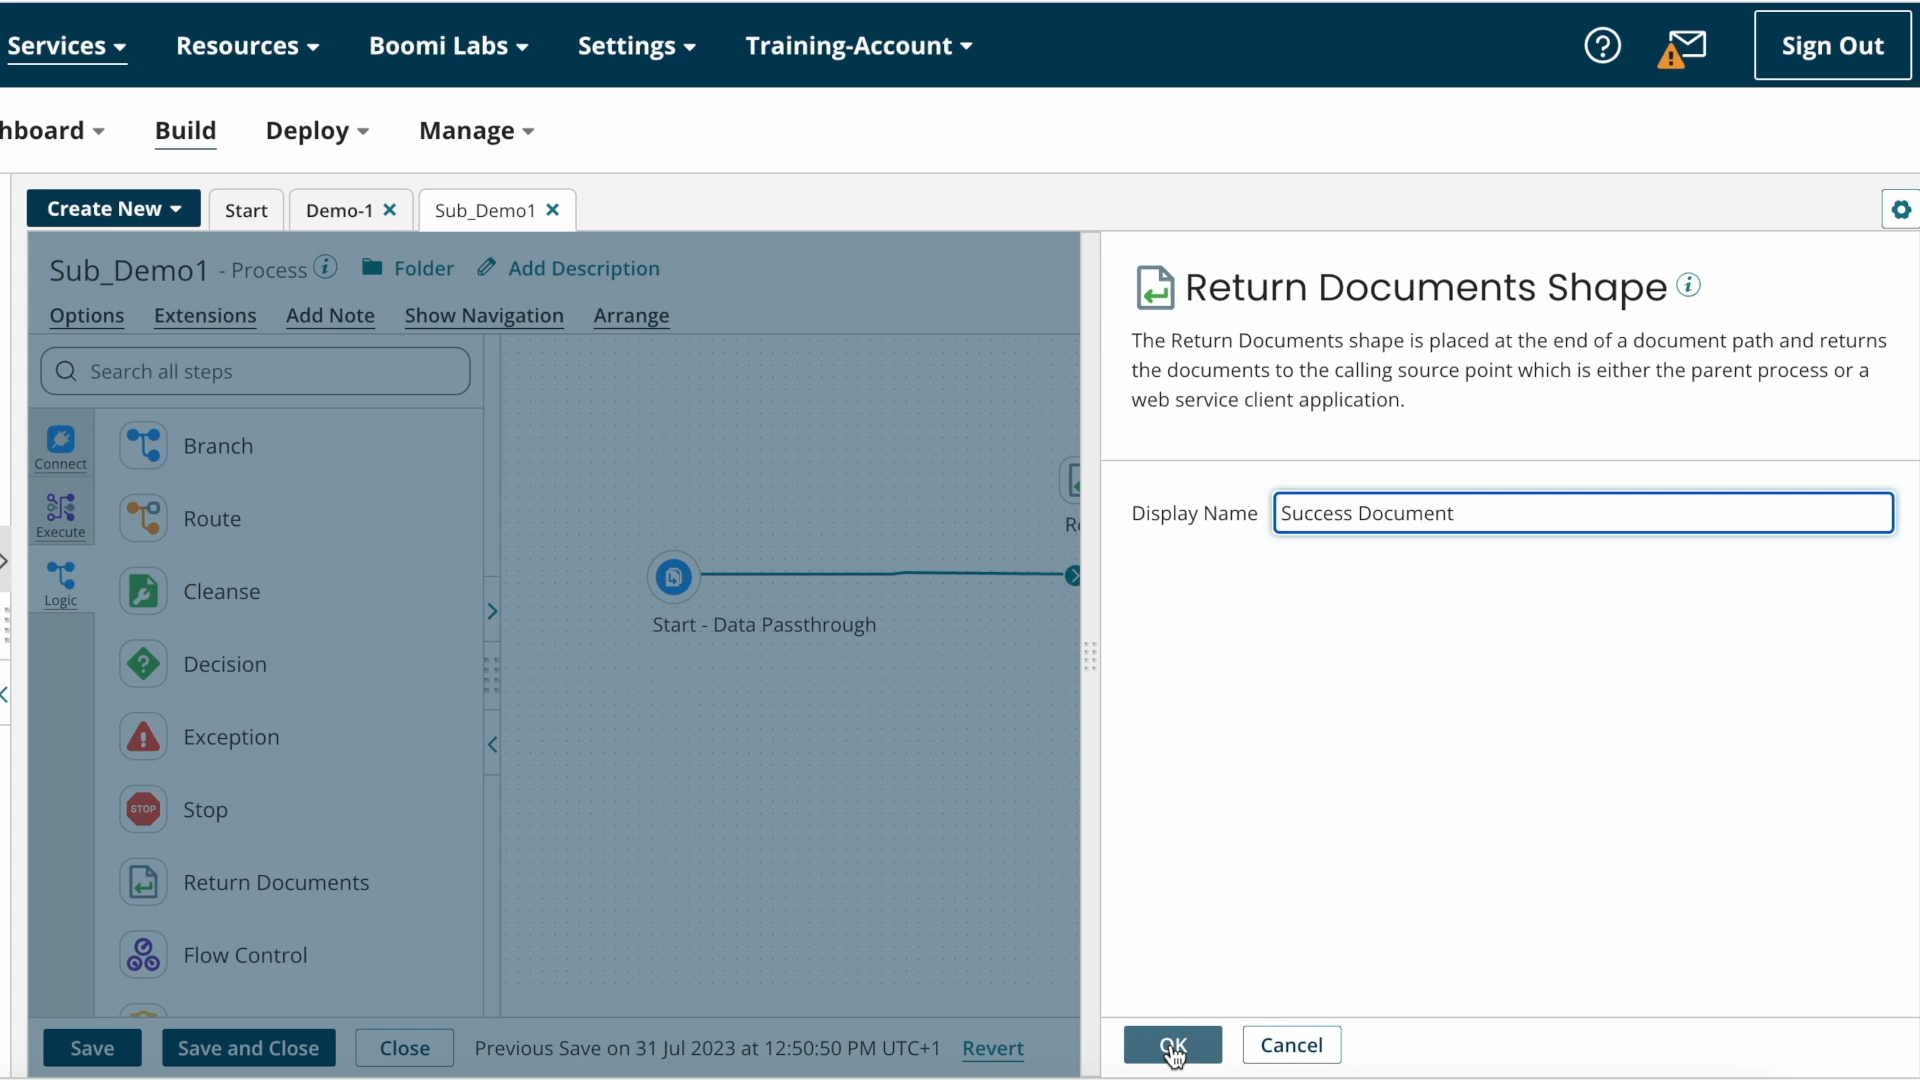 Services Resources Boomi Labs Settings Training-Account ? Sign Out
hboard Build Deploy Manage
Create New Start Demo-1 Sub_Demo1
Sub_Demo1 - Process Folder Add Description
Options Extensions Add Note Show Navigation Arrange
Search all steps
Connect
Execute
Logic
Branch
Route
Cleanse
Decision
Exception
STOP Stop
Return Documents
Flow Control
Start - Data Passthrough
Re
Save Save and Close Close Previous Save on 31 Jul 2023 at 12:50:50 PM UTC+1 Revert
Return Documents Shape
The Return Documents shape is placed at the end of a document path and returns
the documents to the calling source point which is either the parent process or a
web service client application.
Display Name Success Document
OK Cancel